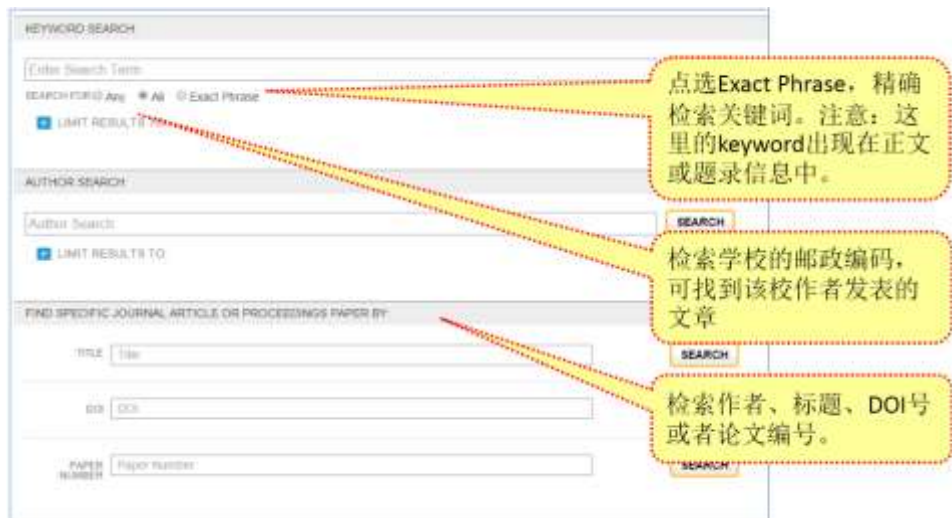 KEYWORD SEARCH
Enter Search Term
SEARCH FOR Any All Exact Phrase
LIMIT RESULTS TO
点选Exact Phrase，精确
检索关键词。注意：这
里的keyword出现在正文
或题录信息中。
AUTHOR SEARCH
Author Search
SEARCH
LIMIT RESULTS TO
检索学校的邮政编码，
可找到该校作者发表的
文章
FIND SPECIFIC JOURNAL ARTICLE OR PROCEEDINGS PAPER BY
TITLE Title
SEARCH
DOI DOI
检索作者、标题、DOI号
或者论文编号。
PAPER
NUMBER
Paper Number
SEARCH